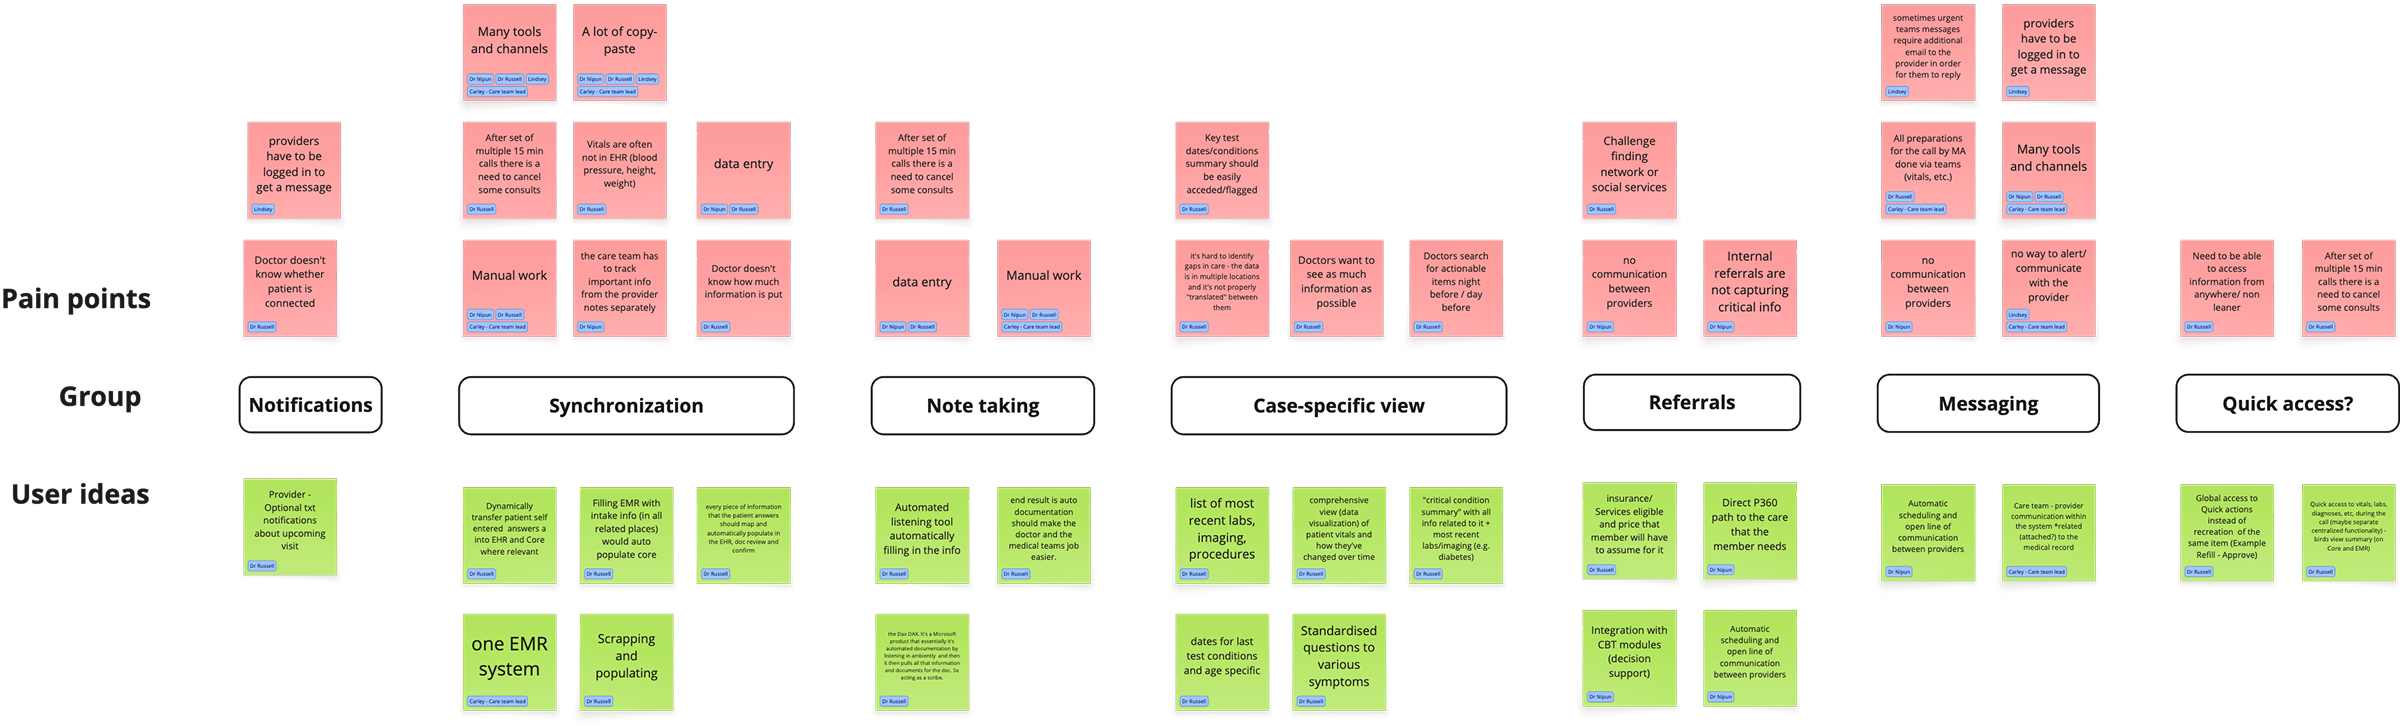 Many tools
and channels
Dr Nipun
Dr Russell
Lindsey
Carley - Care team lead
A lot of copy-
paste
Dr Nipun
Dr Russell
Lindsey
Carley - Care team lead
sometimes urgent
teams messages
require additional
email to the
provider in order
for them to reply
Lindsey
providers
have to be
logged in to
get a message
Lindsey
providers
have to be
logged in to
get a message
Lindsey
After set of
multiple 15 min
calls there is a
need to cancel
some consults
Dr Russell
Vitals are often
not in EHR (blood
pressure, height,
weight)
Dr Russell
data entry
Dr Nipun
Dr Russell
After set of
multiple 15 min
calls there is a
need to cancel
some consults
Dr Russell
Key test
dates/conditions
summary should
be easily
acceded/flagged
Dr Russell
Challenge
finding
network or
social services
Dr Russell
All preparations
for the call by MA
done via teams
(vitals, etc.)
Dr Russell
Carley - Care team lead
Many tools
and channels
Dr Nipun
Dr Russell
Carley - Care team lead
Pain points
Doctor doesn't
know whether
patient is
connected
Dr Russell
Manual work
Dr Nipun
Dr Russell
Carley - Care team lead
the care team has
to track
important info
from the provider
notes separately
Dr Nipun
Doctor doesn't
know how much
information is put
Dr Russell
data entry
Dr Nipun
Dr Russell
Manual work
Dr Nipun
Dr Russell
Carley - Care team lead
it's hard to identify
gaps in care - the data
is in multiple locations
and it's not properly
"translated" between
them
Dr Russell
Doctors want to
see as much
information as
possible
Dr Russell
Doctors search
for actionable
items night
before / day
before
Dr Russell
no
communication
between
providers
Dr Nipun
Internal
referrals are
not capturing
critical info
Dr Nipun
no
communication
between
providers
Dr Nipun
no way to alert/
communicate
with the
provider
Lindsey
Carley - Care team lead
Need to be able
to access
information from
anywhere/ non
leaner
Dr Russell
After set of
multiple 15 min
calls there is a
need to cancel
some consults
Dr Russell
Group
Notifications
Synchronization
Note taking
Case-specific view
Referrals
Messaging
Quick access?
User ideas
Provider -
Optional txt
notifications
about upcoming
visit
Dr Russell
Dynamically
transfer patient self
entered answers a
into EHR and Core
where relevant
Dr Russell
Filling EMR with
intake info (in all
related places)
would auto
populate core
Dr Russell
every piece of information
that the patient answers
should map and
automatically populate in
the EHR, doc review and
confirm
Dr Russell
Automated
listening tool
automatically
filling in the info
Dr Russell
end result is auto
documentation
should make the
doctor and the
medical teams job
easier.
Dr Russell
list of most
recent labs,
imaging,
procedures
Dr Russell
comprehensive
view (data
visualization) of
patient vitals and
how they've
changed over time
Dr Russell
"critical condition
summary" with all
info related to it +
most recent
labs/imaging (e.g.
diabetes)
Dr Russell
insurance/
Services eligible
and price that
member will have
to assume for it
Dr Russell
Direct P360
path to the care
that the
member needs
Dr Nipun
Automatic
scheduling and
open line of
communication
between providers
Dr Nipun
Care team - provider
communication within
the system *related
(attached?) to the
medical record
Carley - Care team lead
Global access to
Quick actions
instead of
recreation of the
same item (Example
Refill - Approve)
Dr Russell
Quick access to vitals, labs,
diagnoses, etc, during the
call (maybe separate
centralized functionality) -
birds view summary (on
Core and EMR)
Dr Russell
one EMR
system
Carley - Care team lead
Scrapping
and
populating
Dr Russell
the Dax DAX. It's a Microsoft
product that essentially it's
automated documentation by
listening in ambiently and then
it then pulls all that information
and documents for the doc. So
acting as a scribe.
Dr Russell
dates for last
test conditions
and age specific
Dr Russell
Standardised
questions to
various
symptoms
Dr Russell
Integration with
CBT modules
(decision
support)
Dr Nipun
Automatic
scheduling and
open line of
communication
between providers
Dr Nipun